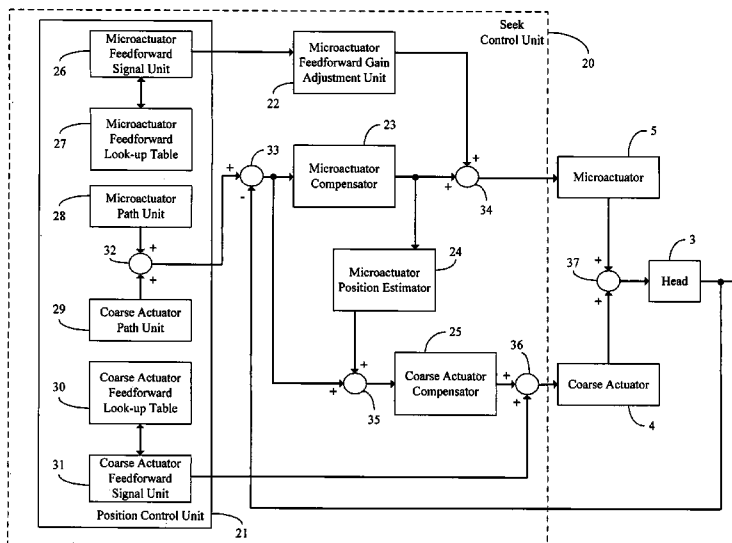 Seek
Control Unit
20
Microactuator
Feedforward
Signal Unit
26
Microactuator
Feedforward Gain
Adjustment Unit
22
Microactuator
Feedforward
Look-up Table
27
23
Microactuator
Compensator
33
+
-
+
+
34
5
Microactuator
Microactuator
Path Unit
28
32
+
+
Coarse Actuator
Path Unit
29
24
Microactuator
Position Estimator
37
+
+
3
Head
25
Coarse Actuator
Compensator
+
+
35
36
+
+
Coarse Actuator
4
30
Coarse Actuator
Feedforward
Look-up Table
31
Coarse Actuator
Feedforward
Signal Unit
Position Control Unit
21